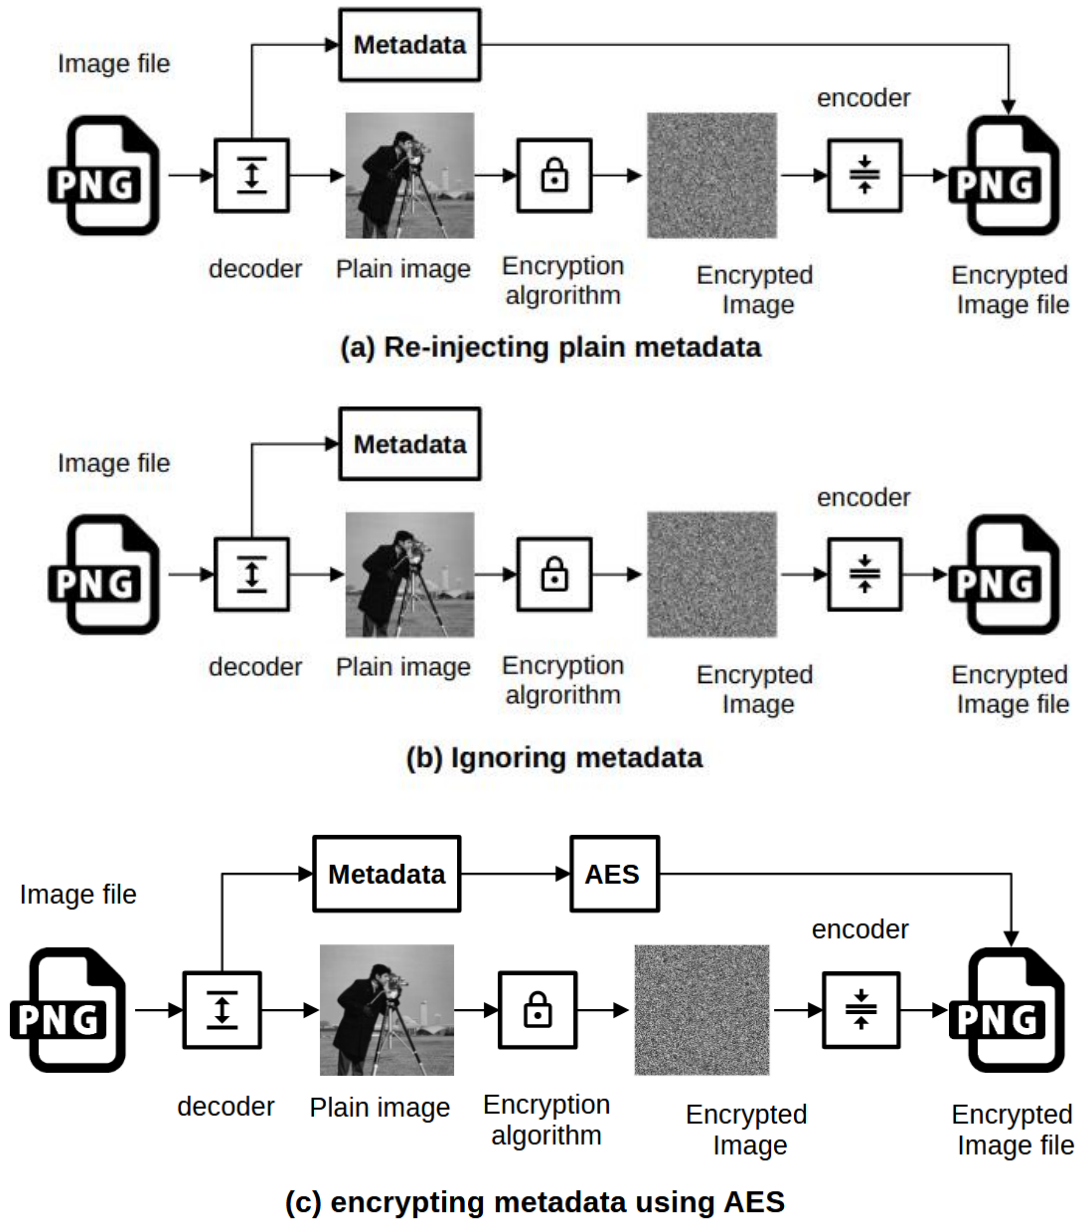 Metadata
Image file
encoder
PNG
PNG
decoder
Plain image
Encryption
algrorithm
Encrypted
Image
Encrypted
Image file
(a) Re-injecting plain metadata
Metadata
Image file
encoder
PNG
PNG
decoder
Plain image
Encryption
algrorithm
Encrypted
Image
Encrypted
Image file
(b) Ignoring metadata
Metadata
AES
Image file
encoder
PNG
PNG
decoder
Plain image
Encryption
algorithm
Encrypted
Image
Encrypted
Image file
(c) encrypting metadata using AES